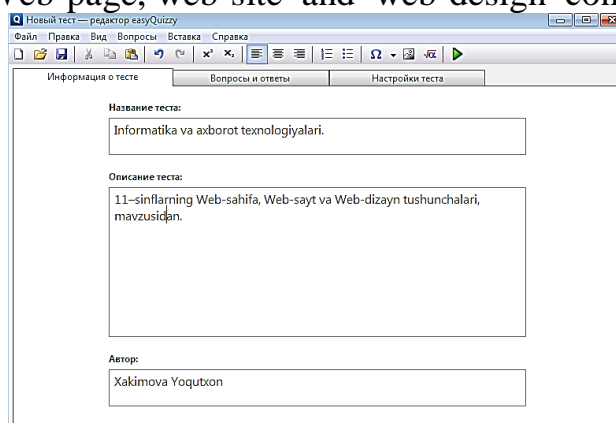 web page, web site and web design con
Новый тест — редактор easyQuizzy
Файл Правка Вид Вопросы Вставка Справка
Информация о тесте Вопросы и ответы Настройки теста
Название теста:
Informatika va axborot texnologiyalari.
Описание теста:
11–sinflarning Web-sahifa, Web-sayt va Web-dizayn tushunchalari,
mavzusidan.
Автор:
Xakimova Yoqutxon